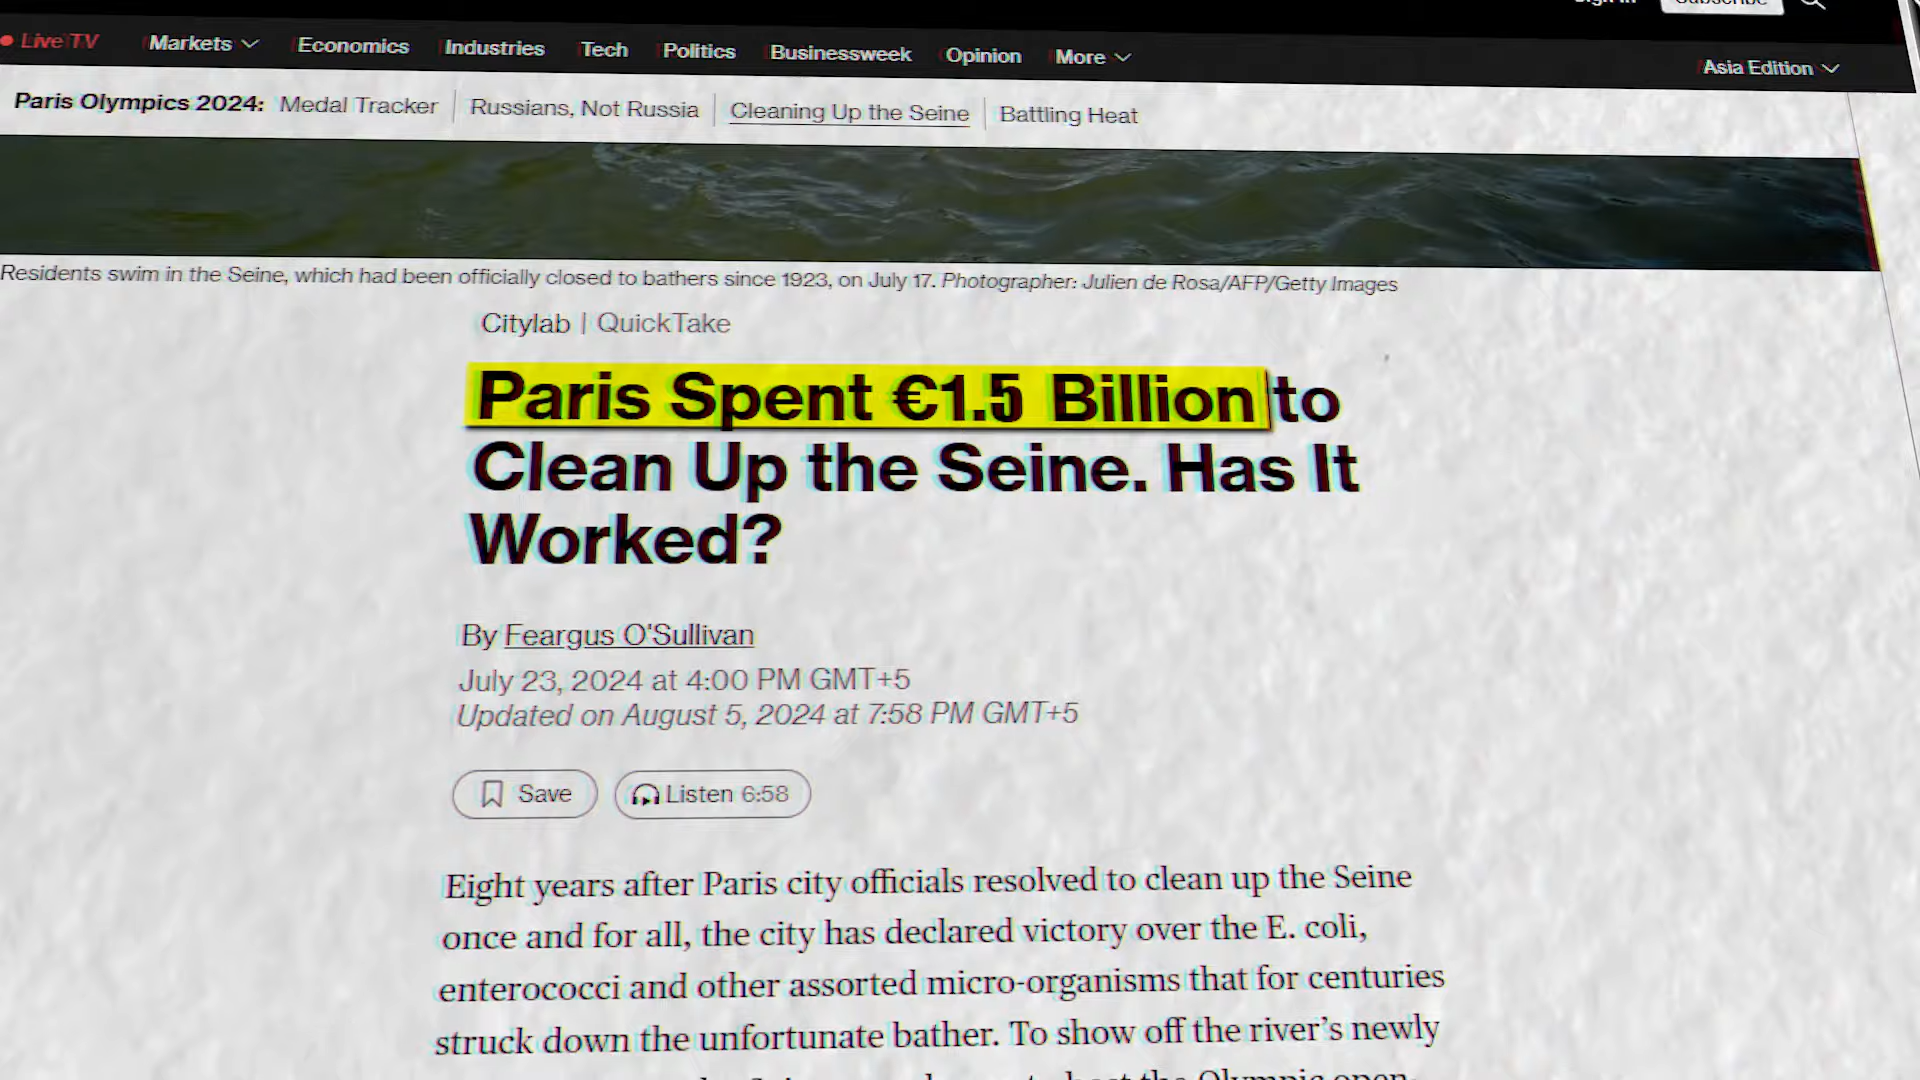 Live TV Markets Economics Industries Tech Politics Businessweek Opinion More Asia Edition
Paris Olympics 2024: Medal Tracker Russians, Not Russia Cleaning Up the Seine Battling Heat
Residents swim in the Seine, which had been officially closed to bathers since 1923, on July 17. Photographer: Julien de Rosa/AFP/Getty Images
Citylab | QuickTake
Paris Spent €1.5 Billion to
Clean Up the Seine. Has It
Worked?
By Feargus O'Sullivan
July 23, 2024 at 4:00 PM GMT+5
Updated on August 5, 2024 at 7:58 PM GMT+5
Save Listen 6:58
Eight years after Paris city officials resolved to clean up the Seine
once and for all, the city has declared victory over the E. coli,
enterococci and other assorted micro-organisms that for centuries
struck down the unfortunate bather. To show off the river’s newly